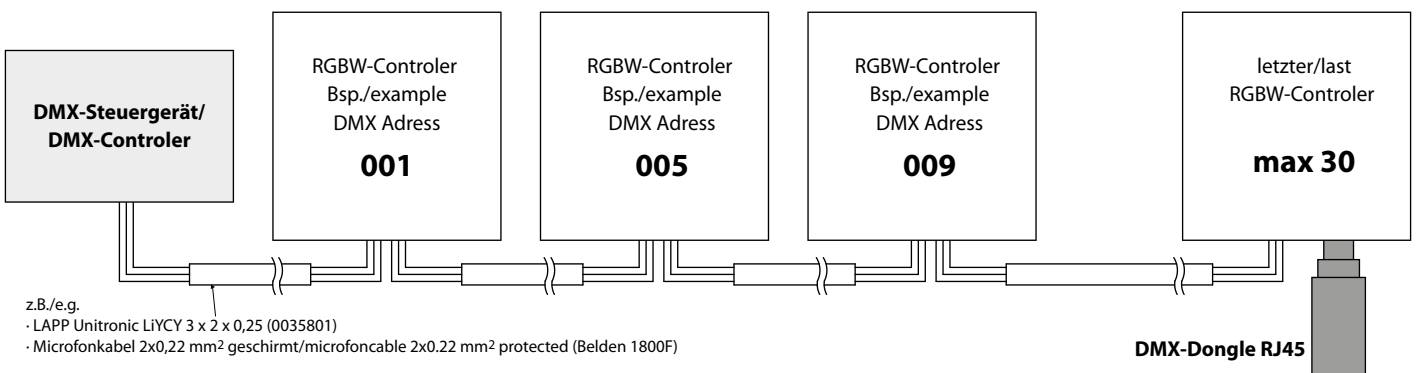 DMX-Steuergerät/
DMX-Controler
RGBW-Controler
Bsp./example
DMX Adress
001
RGBW-Controler
Bsp./example
DMX Adress
005
RGBW-Controler
Bsp./example
DMX Adress
009
letzter/last
RGBW-Controler
max 30
z.B./e.g.
· LAPP Unitronic LiYCY 3 x 2 x 0,25 (0035801)
· Microfonkabel 2x0,22 mm² geschirmt/microfoncable 2x0.22 mm² protected (Belden 1800F)
DMX-Dongle RJ45